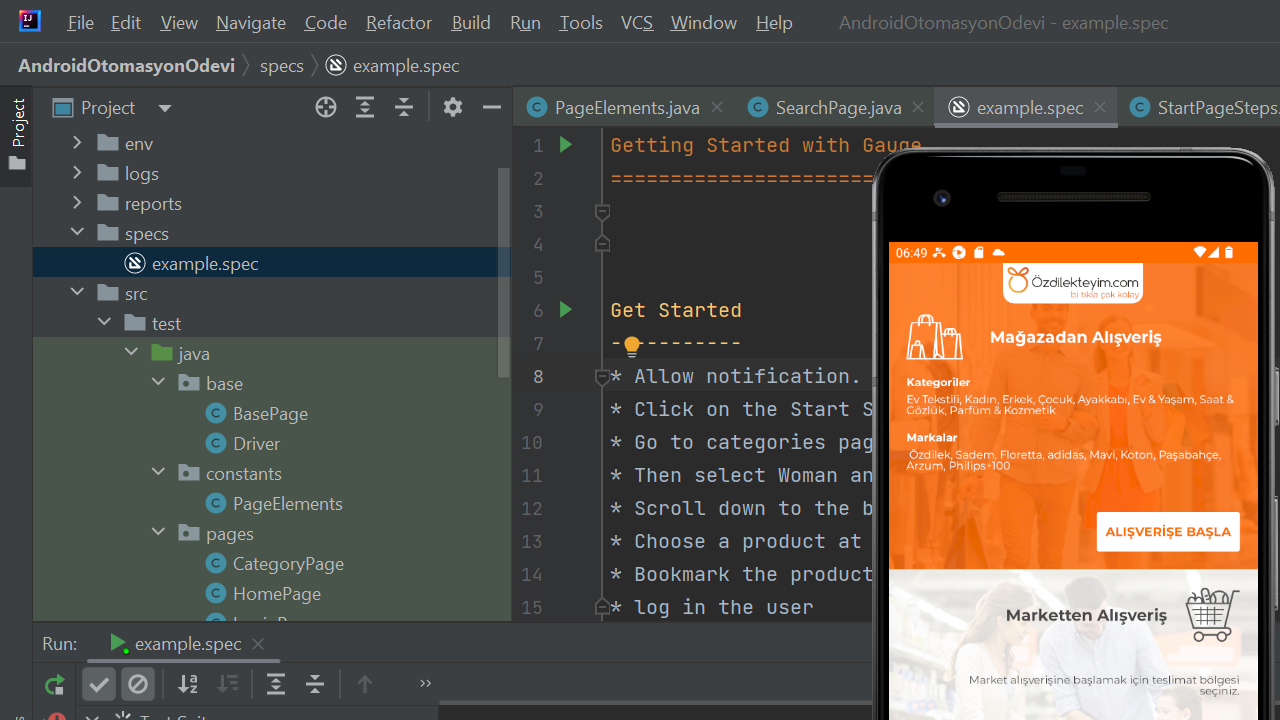 File Edit View Navigate Code Refactor Build Run Tools VCS Window Help AndroidOtomasyonOdevi - example.spec
AndroidOtomasyonOdevi specs example.spec
Project
Project
env
logs
reports
specs
example.spec
src
test
java
base
BasePage
Driver
constants
PageElements
pages
CategoryPage
HomePage
PageElements.java SearchPage.java example.spec StartPageSteps.
1 Getting Started with Gauge
2 ======================
3
4
5
6 Get Started
7 -----------
8 * Allow notification.
9 * Click on the Start S
10 * Go to categories pag
11 * Then select Woman an
12 * Scroll down to the b
13 * Choose a product at
14 * Bookmark the product
15 * log in the user
06:49
Özdilekteyim.com
bi tıkla çok kolay
Mağazadan Alışveriş
Kategoriler
Ev Tekstili, Kadın, Erkek, Çocuk, Ayakkabı, Ev & Yaşam, Saat &
Gözlük, Parfüm & Kozmetik
Markalar
Özdilek, Sadem, Floretta, adidas, Mavi, Koton, Paşabahçe,
Arzum, Philips+100
ALIŞVERİŞE BAŞLA
Marketten Alışveriş
Market alışverişine başlamak için teslimat bölgesi
seçiniz.
Run: example.spec